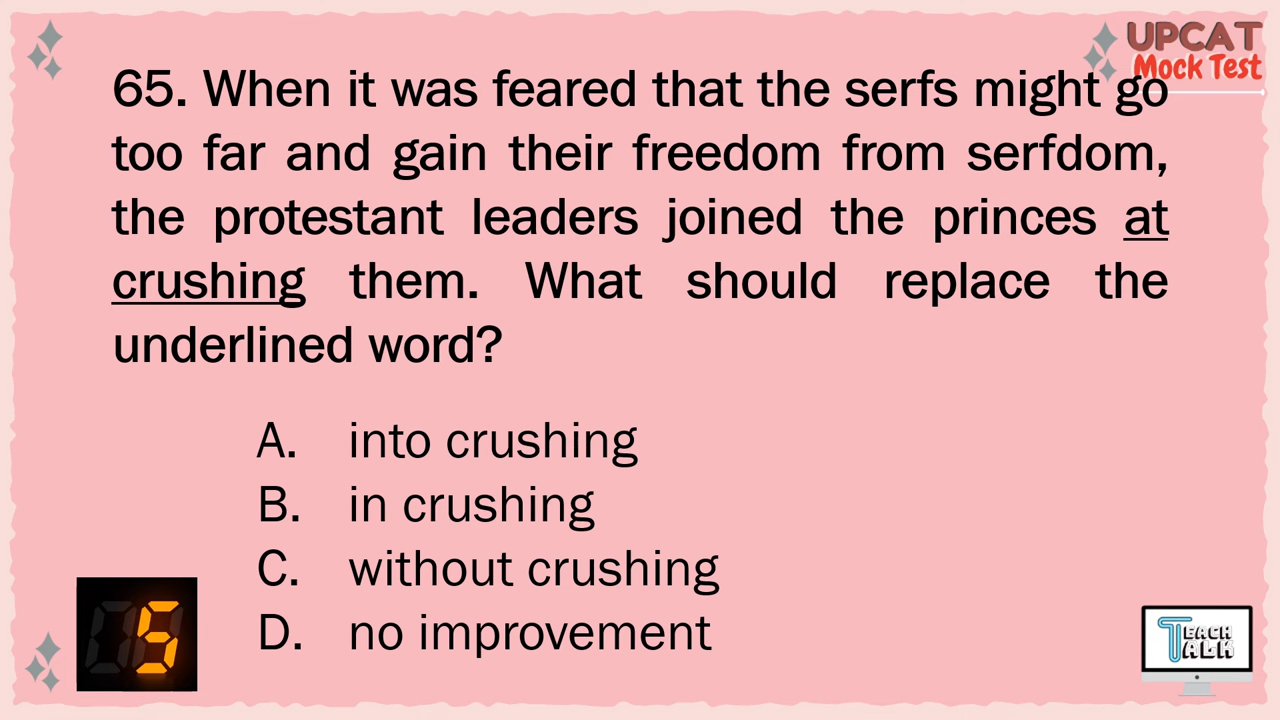 UPCAT
Mock Test
65. When it was feared that the serfs might go
too far and gain their freedom from serfdom,
the protestant leaders joined the princes at
crushing them. What should replace the
underlined word?
A. into crushing
B. in crushing
C. without crushing
D. no improvement
5
TEACH
TALK